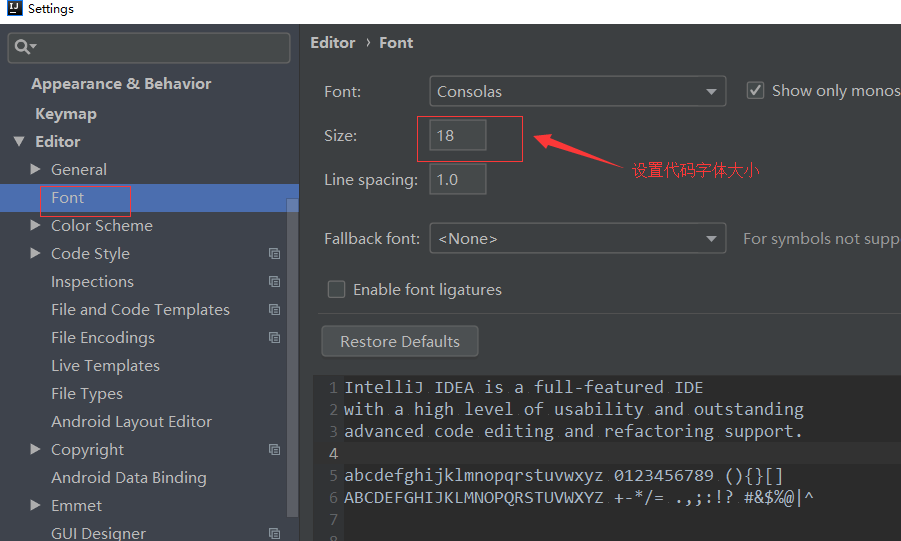 IJ Settings
Editor › Font
Appearance & Behavior
Keymap
Editor
General
Font
Color Scheme
Code Style
Inspections
File and Code Templates
File Encodings
Live Templates
File Types
Android Layout Editor
Copyright
Android Data Binding
Emmet
GUI Designer
Font: Consolas Show only monos
Size: 18
设置代码字体大小
Line spacing: 1.0
Fallback font: <None> For symbols not supp
Enable font ligatures
Restore Defaults
1 IntelliJ IDEA is a full-featured IDE
2 with a high level of usability and outstanding
3 advanced code editing and refactoring support.
4
5 abcdefghijklmnopqrstuvwxyz 0123456789 (){}[]
6 ABCDEFGHIJKLMNOPQRSTUVWXYZ +-*/= .,;:!? #&$%@|^
7
8